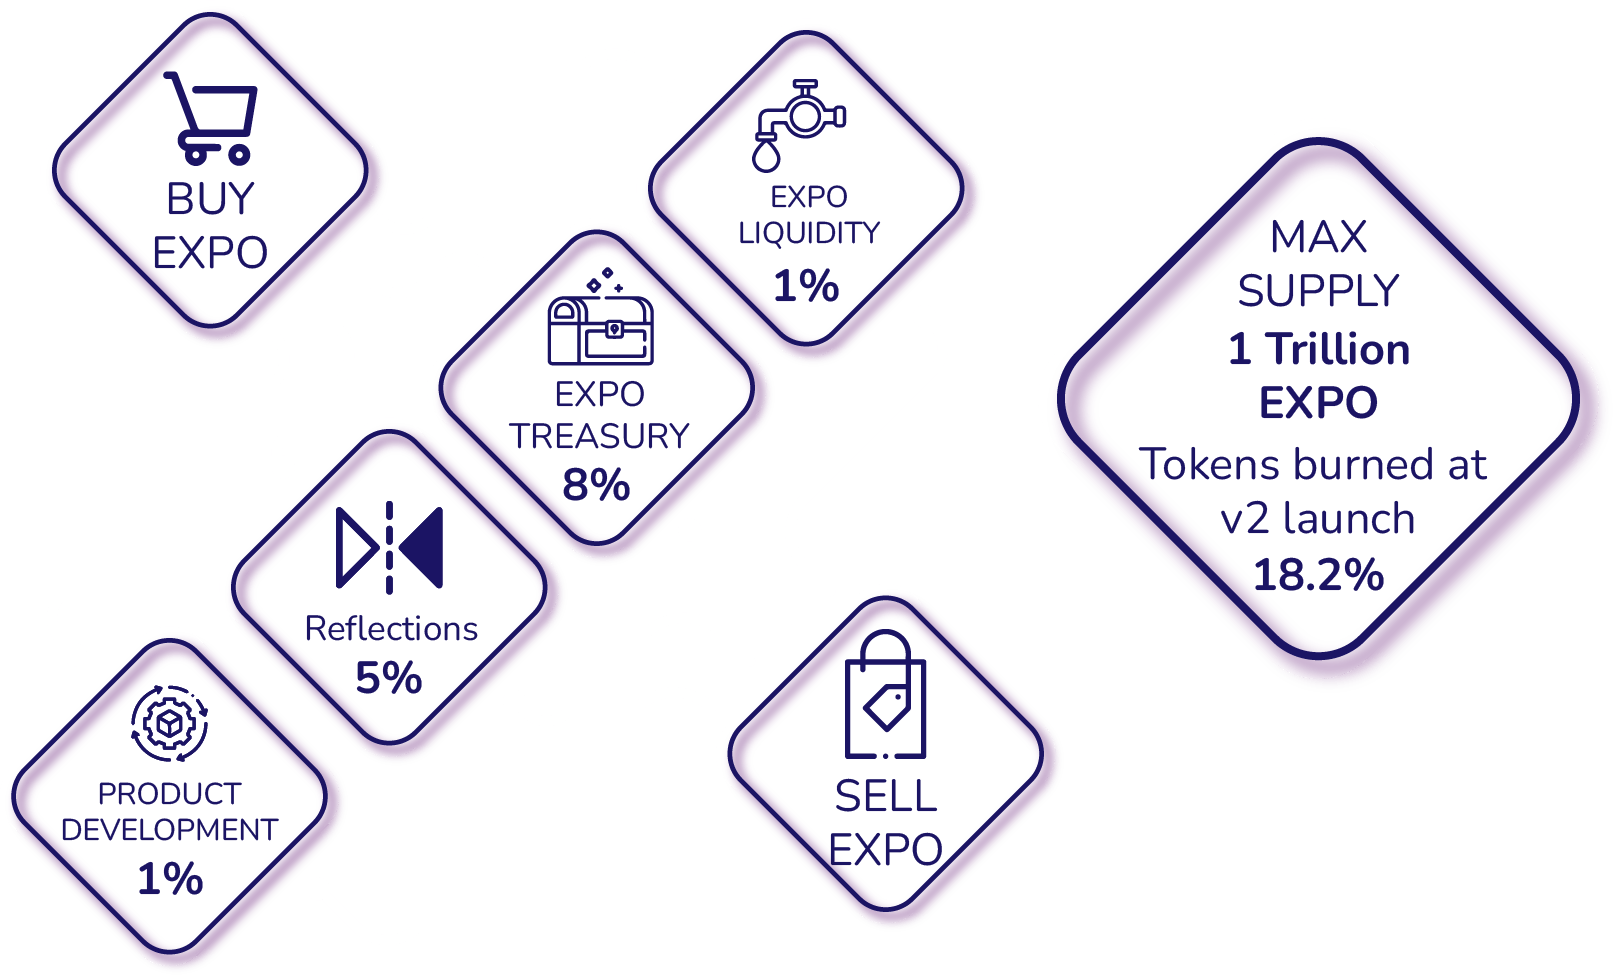 BUY
EXPO
EXPO
LIQUIDITY
1%
EXPO
TREASURY
8%
Reflections
5%
PRODUCT
DEVELOPMENT
1%
SELL
EXPO
MAX
SUPPLY
1 Trillion
EXPO
Tokens burned at
v2 launch
18.2%